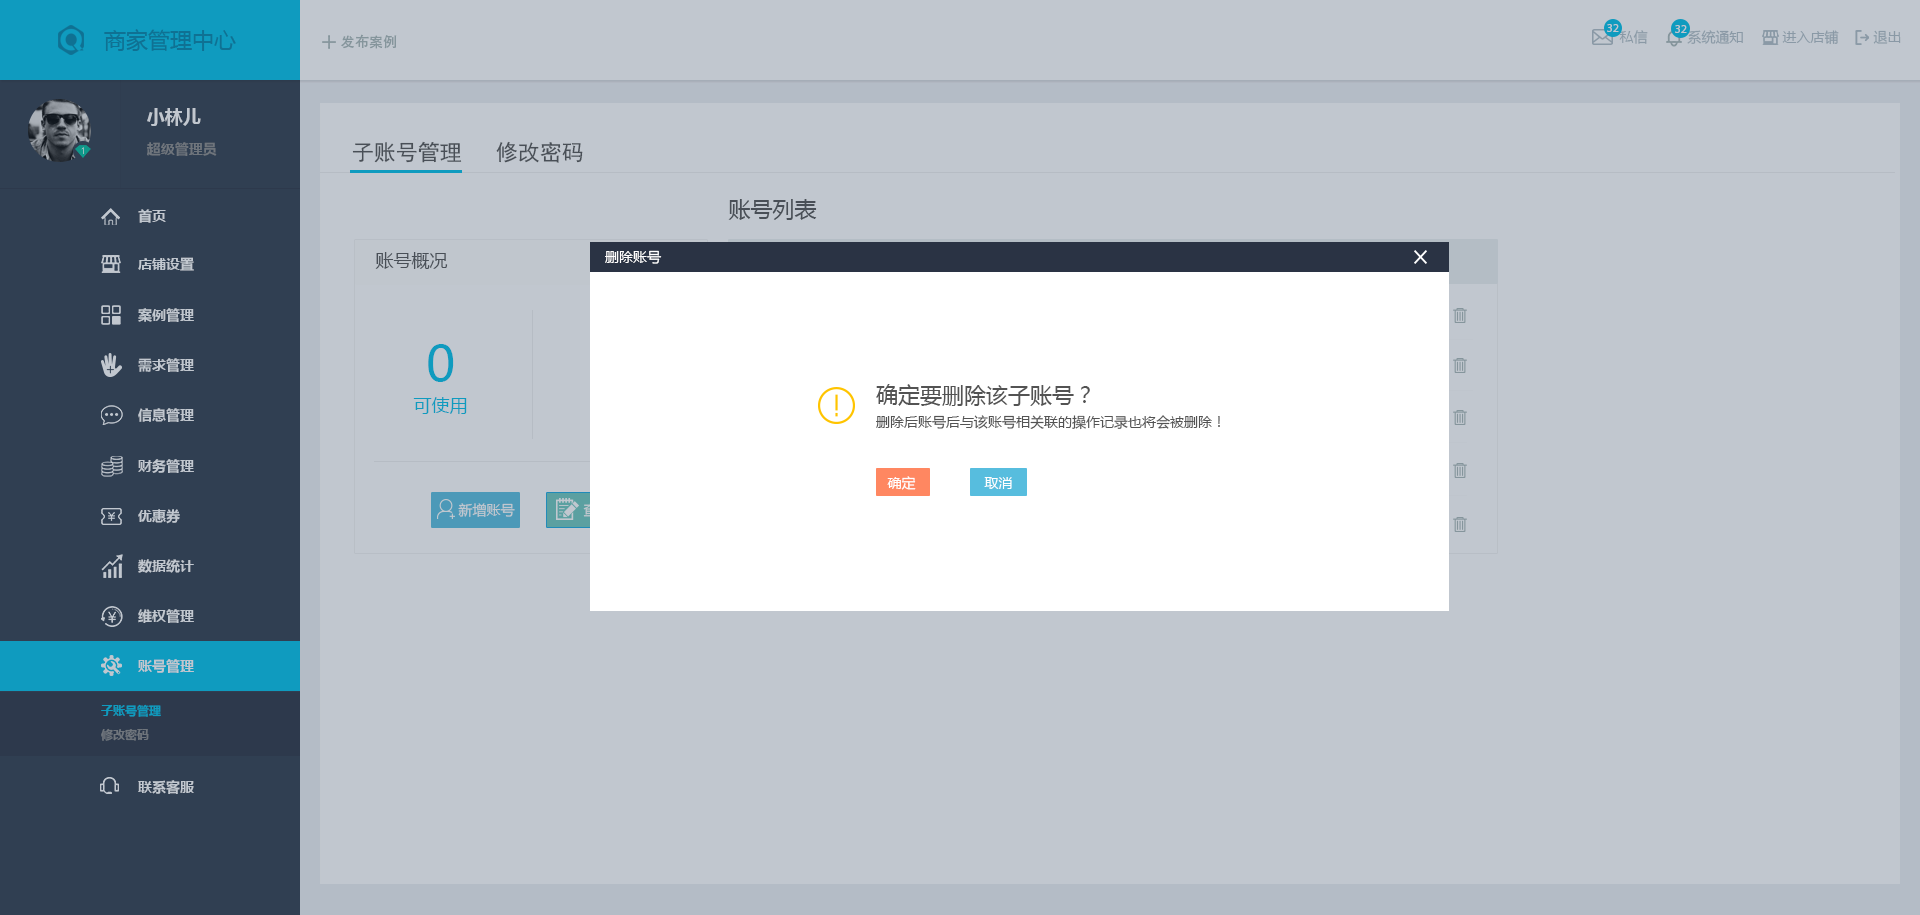 商家管理中心
发布案例
32
私信
32
系统通知
进入店铺
退出
小林儿
超级管理员
1
首页
店铺设置
案例管理
需求管理
信息管理
财务管理
优惠券
数据统计
维权管理
账号管理
子账号管理
修改密码
联系客服
子账号管理
修改密码
账号列表
账号概况
0
可使用
新增账号
删除账号
确定要删除该子账号？
删除后账号后与该账号相关联的操作记录也将会被删除！
确定
取消